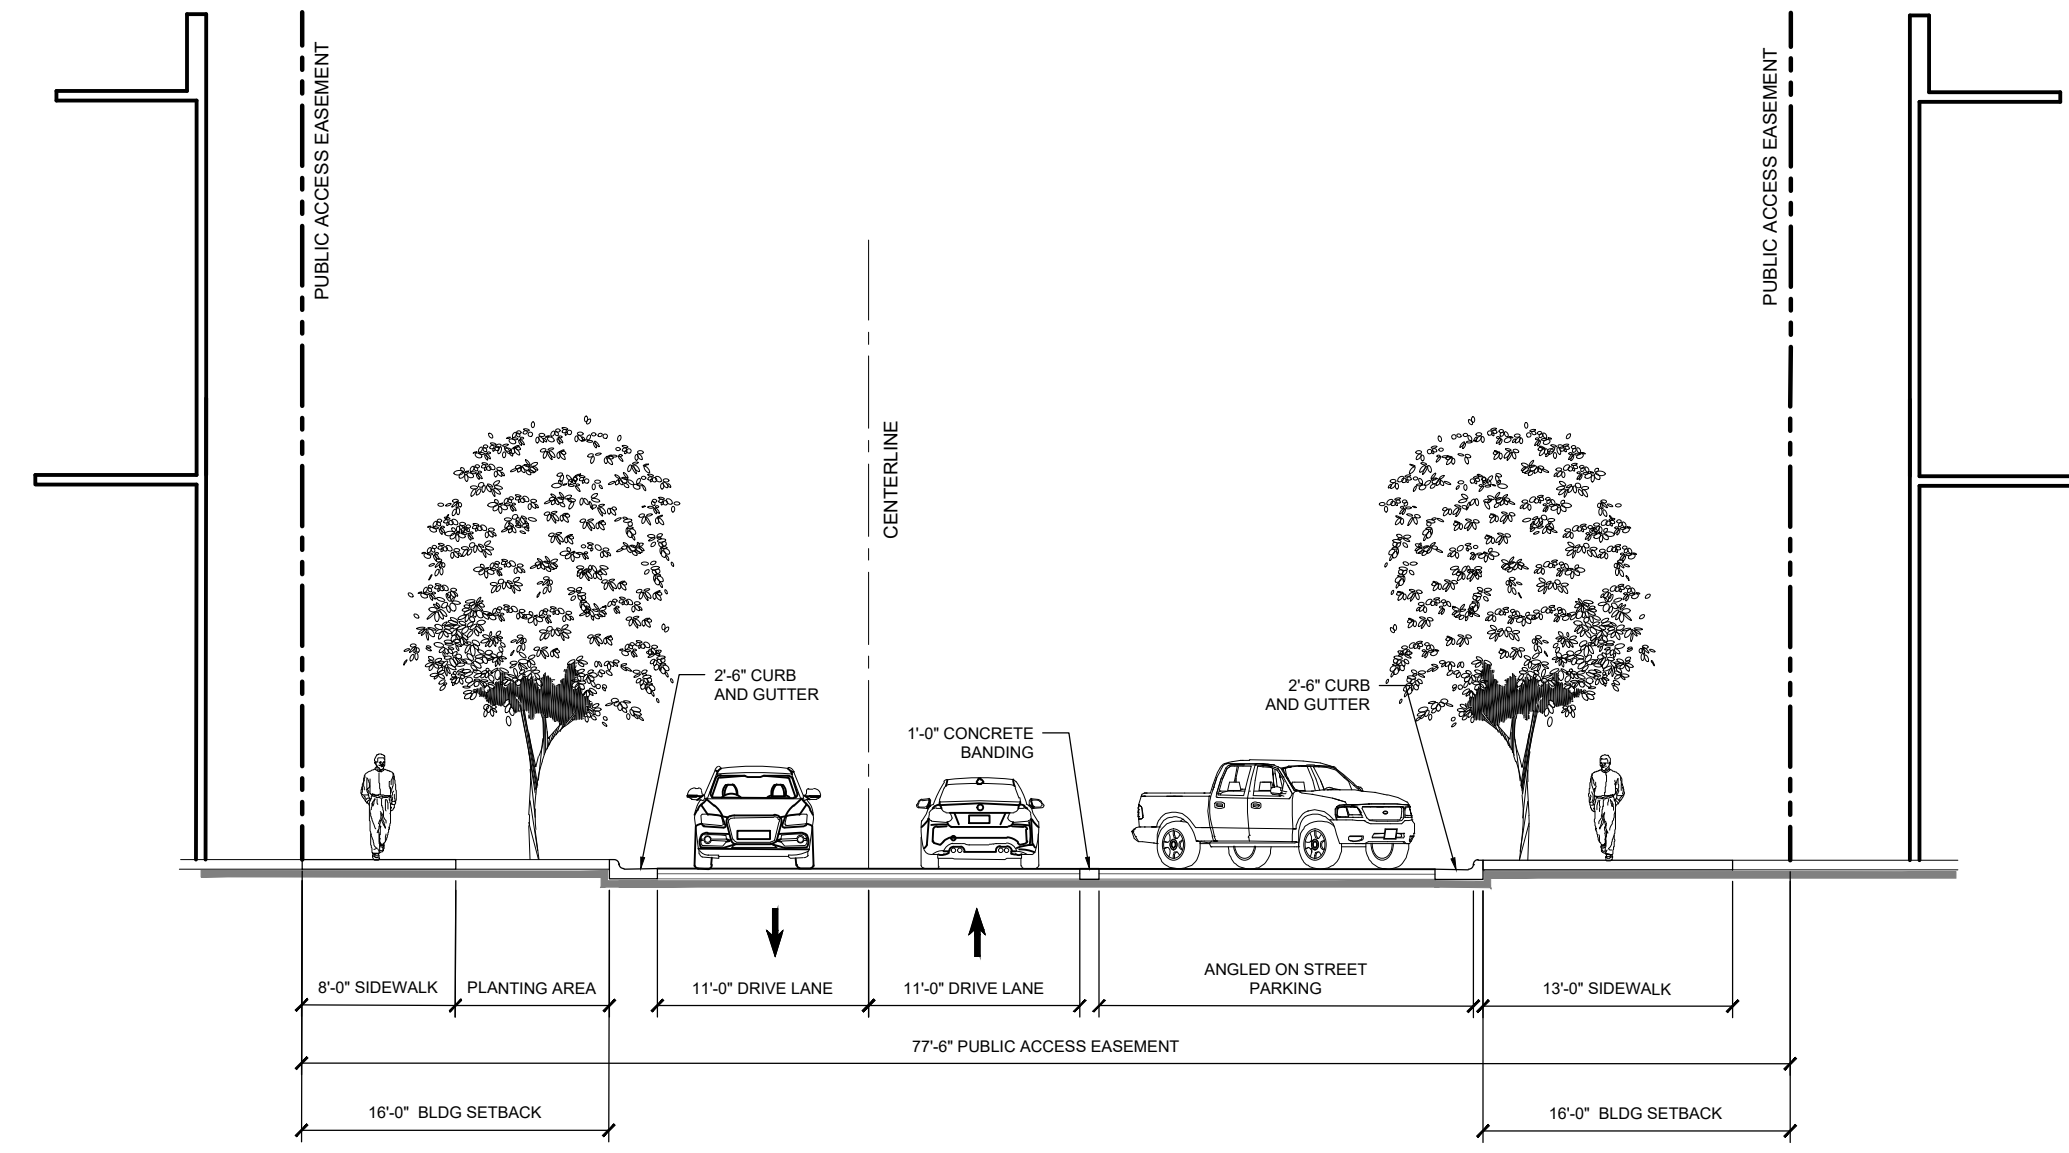 PUBLIC ACCESS EASEMENT
PUBLIC ACCESS EASEMENT
CENTERLINE
2'-6" CURB
AND GUTTER
2'-6" CURB
AND GUTTER
1'-0" CONCRETE
BANDING
8'-0" SIDEWALK
PLANTING AREA
11'-0" DRIVE LANE
11'-0" DRIVE LANE
ANGLED ON STREET
PARKING
13'-0" SIDEWALK
77'-6" PUBLIC ACCESS EASEMENT
16'-0" BLDG SETBACK
16'-0" BLDG SETBACK